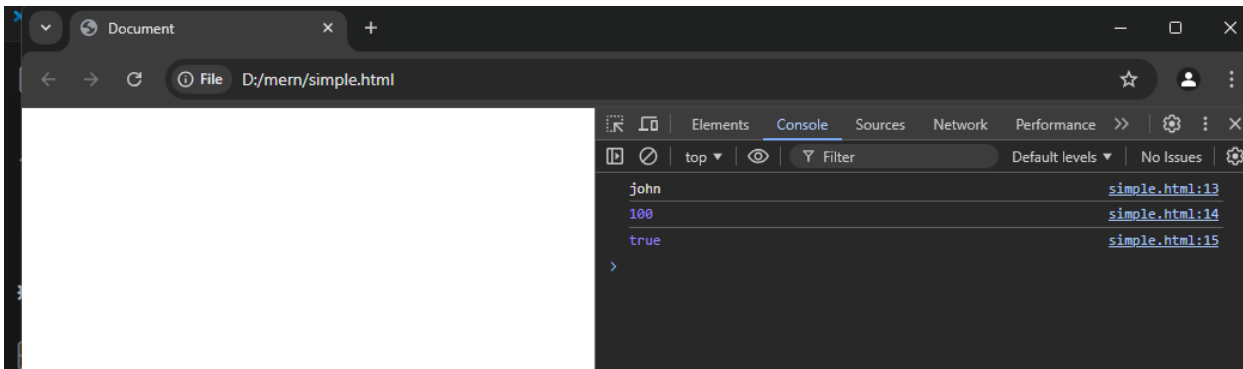 Document
File D:/mern/simple.html
Elements Console Sources Network Performance
top Filter Default levels No Issues
john simple.html:13
100 simple.html:14
true simple.html:15